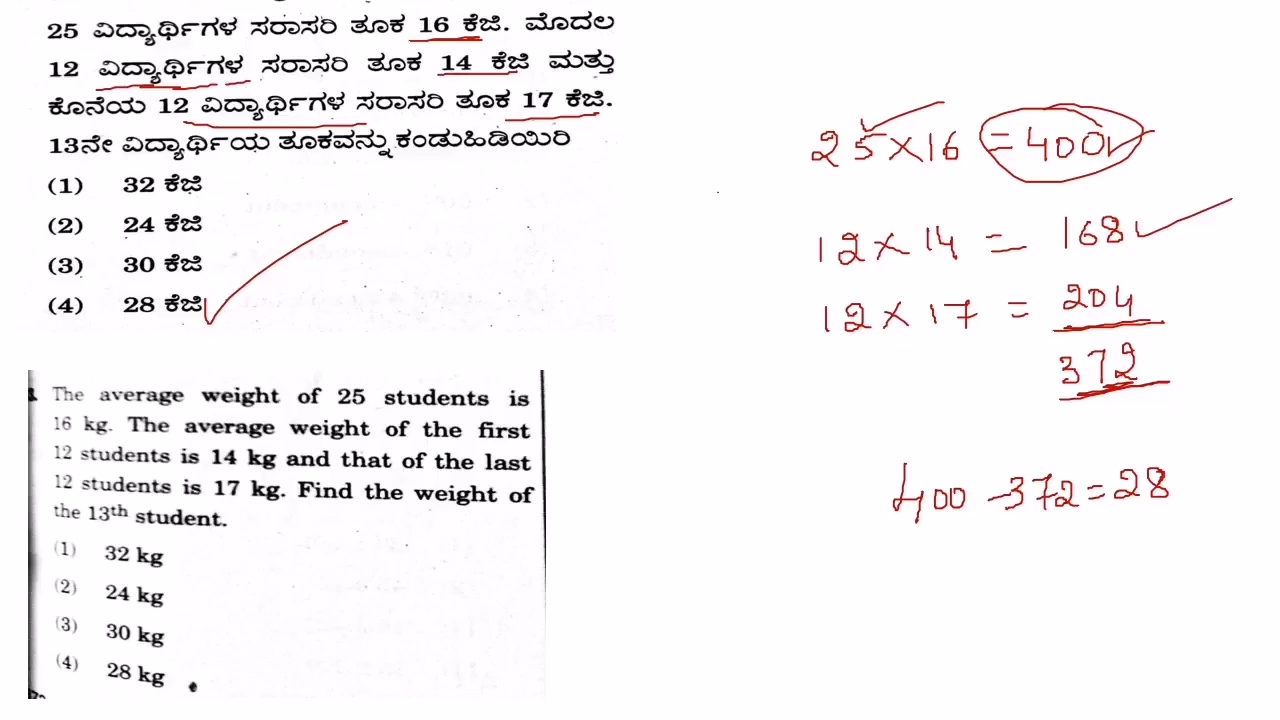 25 ವಿದ್ಯಾರ್ಥಿಗಳ ಸರಾಸರಿ ತೂಕ 16 ಕೆಜಿ. ಮೊದಲ
12 ವಿದ್ಯಾರ್ಥಿಗಳ ಸರಾಸರಿ ತೂಕ 14 ಕೆಜಿ ಮತ್ತು
ಕೊನೆಯ 12 ವಿದ್ಯಾರ್ಥಿಗಳ ಸರಾಸರಿ ತೂಕ 17 ಕೆಜಿ.
13ನೇ ವಿದ್ಯಾರ್ಥಿಯ ತೂಕವನ್ನು ಕಂಡುಹಿಡಿಯಿರಿ
(1) 32 ಕೆಜಿ
(2) 24 ಕೆಜಿ
(3) 30 ಕೆಜಿ
(4) 28 ಕೆಜಿ
The average weight of 25 students is
16 kg. The average weight of the first
12 students is 14 kg and that of the last
12 students is 17 kg. Find the weight of
the 13th student.
(1) 32 kg
(2) 24 kg
(3) 30 kg
(4) 28 kg
25×16 = 400
12×14 = 168
12×17 = 204
372
400 - 372 = 28